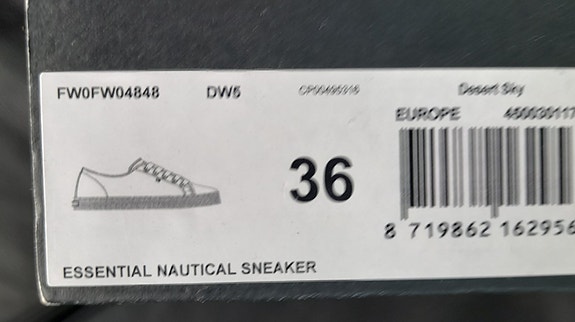 FW0FW04848 DW5 Desert Sky
EUROPE
36
8 719862 162956
ESSENTIAL NAUTICAL SNEAKER